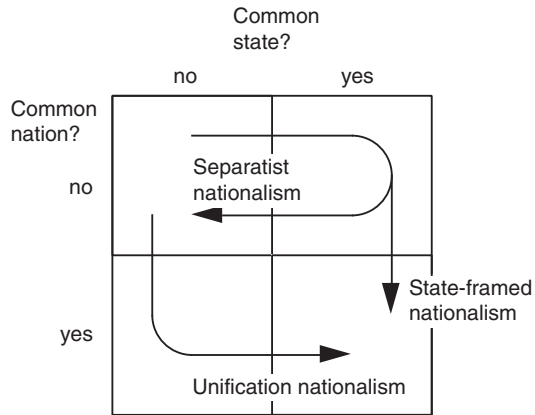 Common
state?
no
yes
Common
nation?
no
Separatist
nationalism
State-framed
nationalism
yes
Unification nationalism